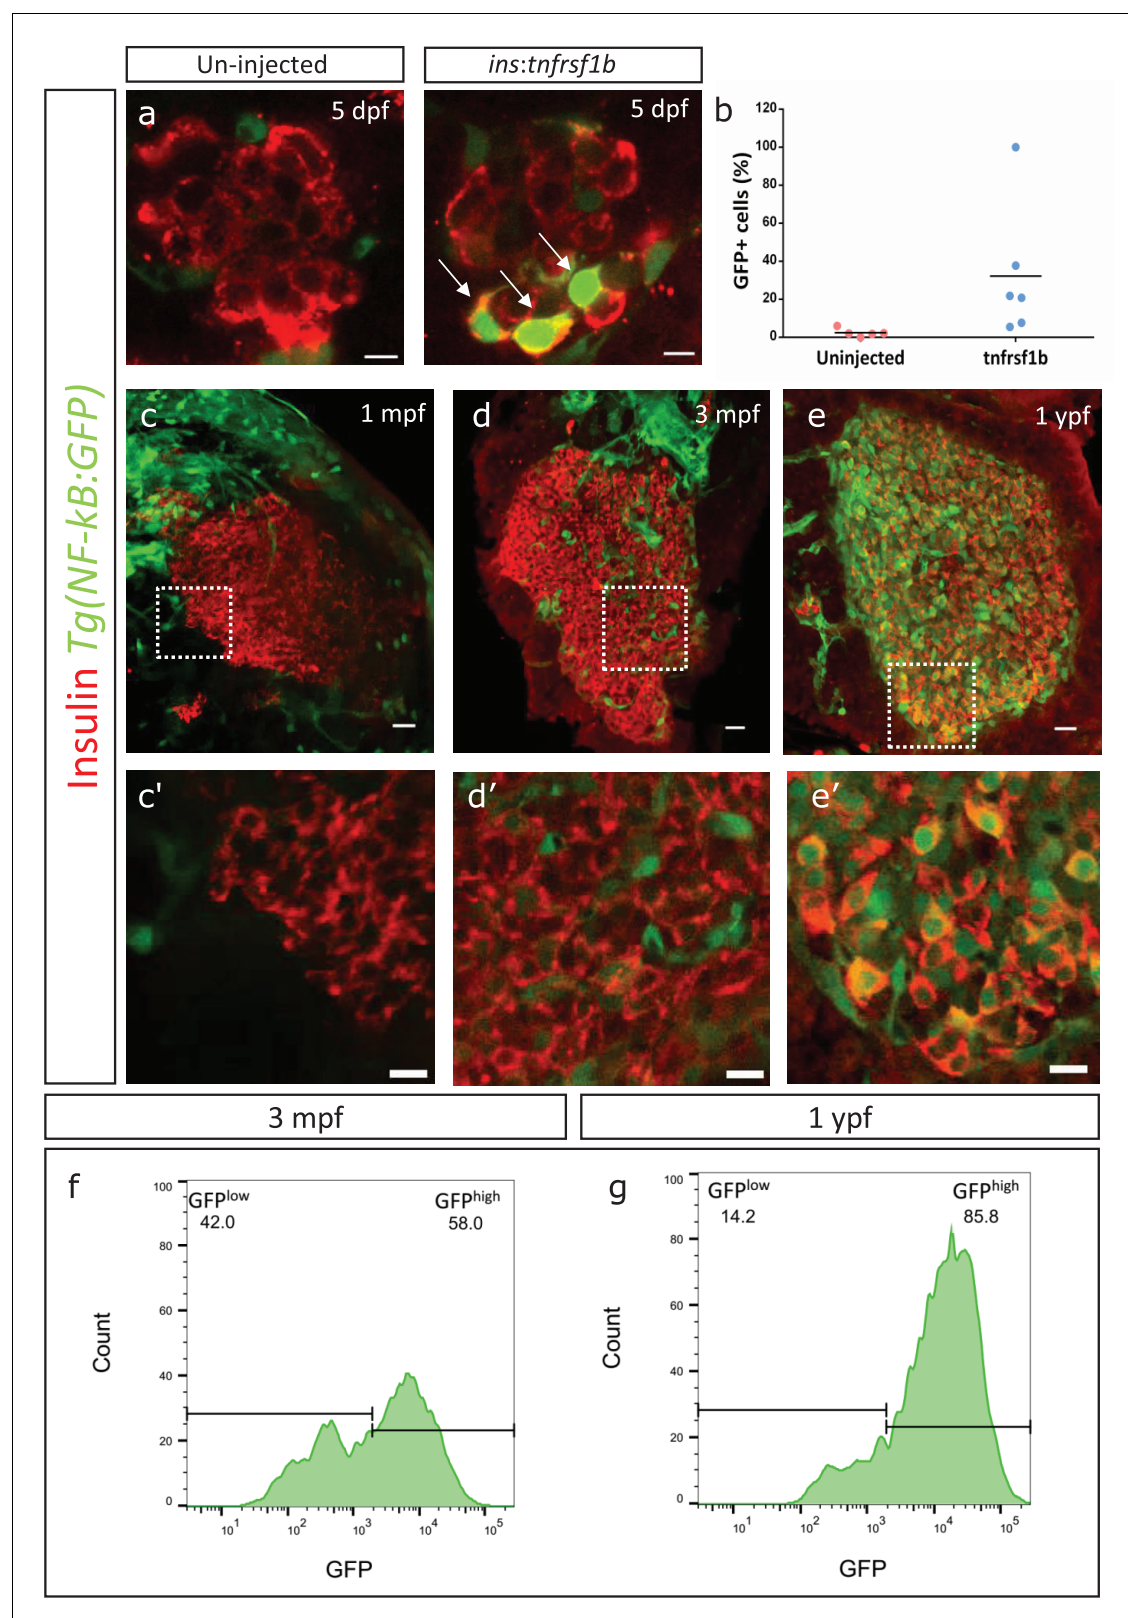 Un-injected
ins:tnfrsf1b
Insulin Tg(NF-kB:GFP)
a
5 dpf
5 dpf
b
120
100
80
60
40
20
0
GFP+ cells (%)
Uninjected
tnfrsf1b
c
1 mpf
d
3 mpf
e
1 ypf
c'
d′
e′
3 mpf
1 ypf
f
GFPlow
42.0
GFPhigh
58.0
100
80
60
40
20
0
Count
101
102
103
104
105
GFP
g
GFPlow
14.2
GFPhigh
85.8
100
80
60
40
20
0
Count
101
102
103
104
105
GFP